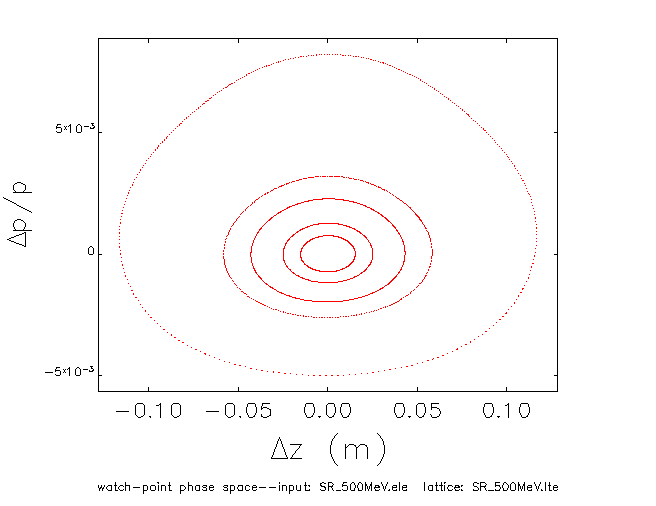 5×10⁻³
Δp/p
0
−5×10⁻³
−0.10 −0.05 0.00 0.05 0.10
Δz (m)
watch-point phase space--input: SR_500MeV.ele lattice: SR_500MeV.lte